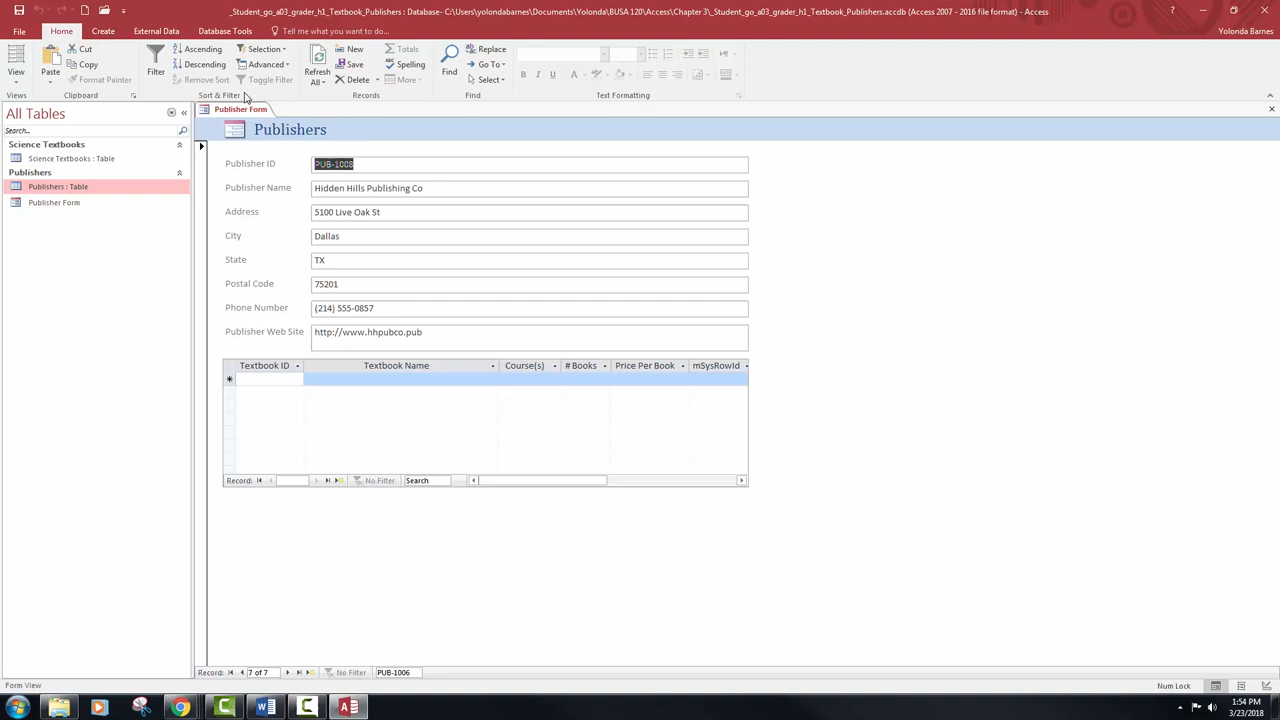 _Student_go_a03_grader_h1_Textbook_Publishers : Database- C:\Users\yolondabarnes\Documents\Yolonda\BUSA 120\Access\Chapter 3\_Student_go_a03_grader_h1_Textbook_Publishers.accdb (Access 2007 - 2016 file format) - Access
File Home Create External Data Database Tools Tell me what you want to do... Yolonda Barnes
View Paste Cut Copy Format Painter Filter Ascending Descending Remove Sort Selection Advanced Toggle Filter Refresh All New Save Delete Totals Spelling More Find Replace Go To Select
Views Clipboard Sort & Filter Records Find Text Formatting
All Tables
Search...
Science Textbooks
Science Textbooks : Table
Publishers
Publishers : Table
Publisher Form
Publisher Form
Publishers
Publisher ID PUB-1008
Publisher Name Hidden Hills Publishing Co
Address 5100 Live Oak St
City Dallas
State TX
Postal Code 75201
Phone Number (214) 555-0857
Publisher Web Site http://www.hhpubco.pub
Textbook ID Textbook Name Course(s) # Books Price Per Book mSysRowId
Record: No Filter Search
Record: 7 of 7 No Filter PUB-1006
Form View Num Lock
1:54 PM
3/23/2018